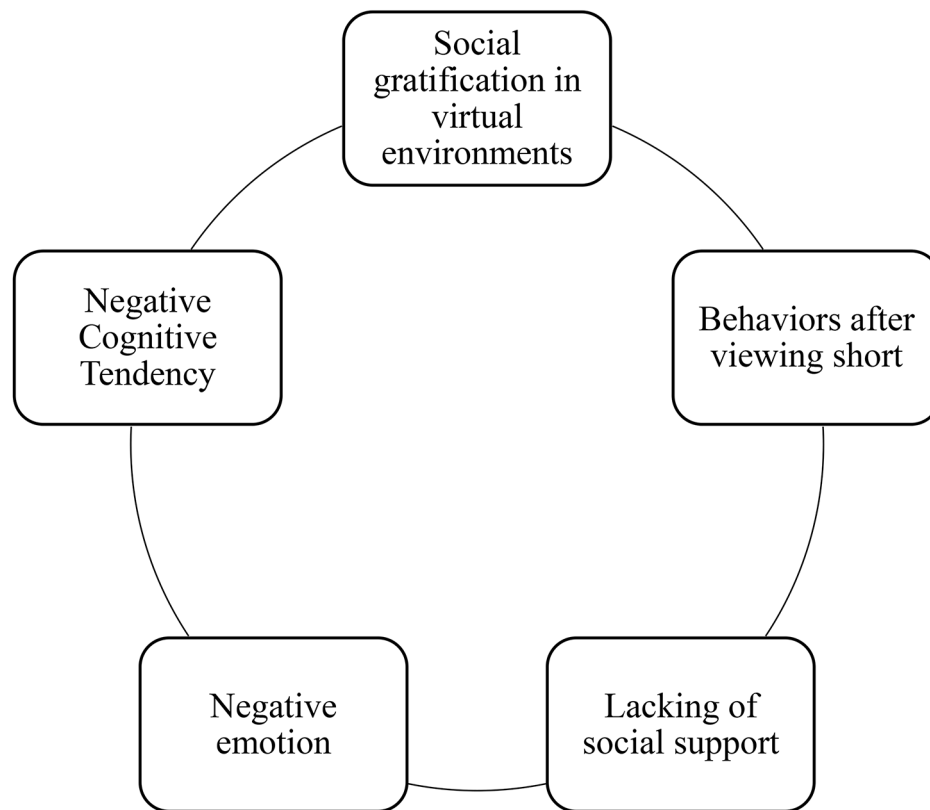 Social
gratification in
virtual
environments
Behaviors after
viewing short
Lacking of
social support
Negative
emotion
Negative
Cognitive
Tendency